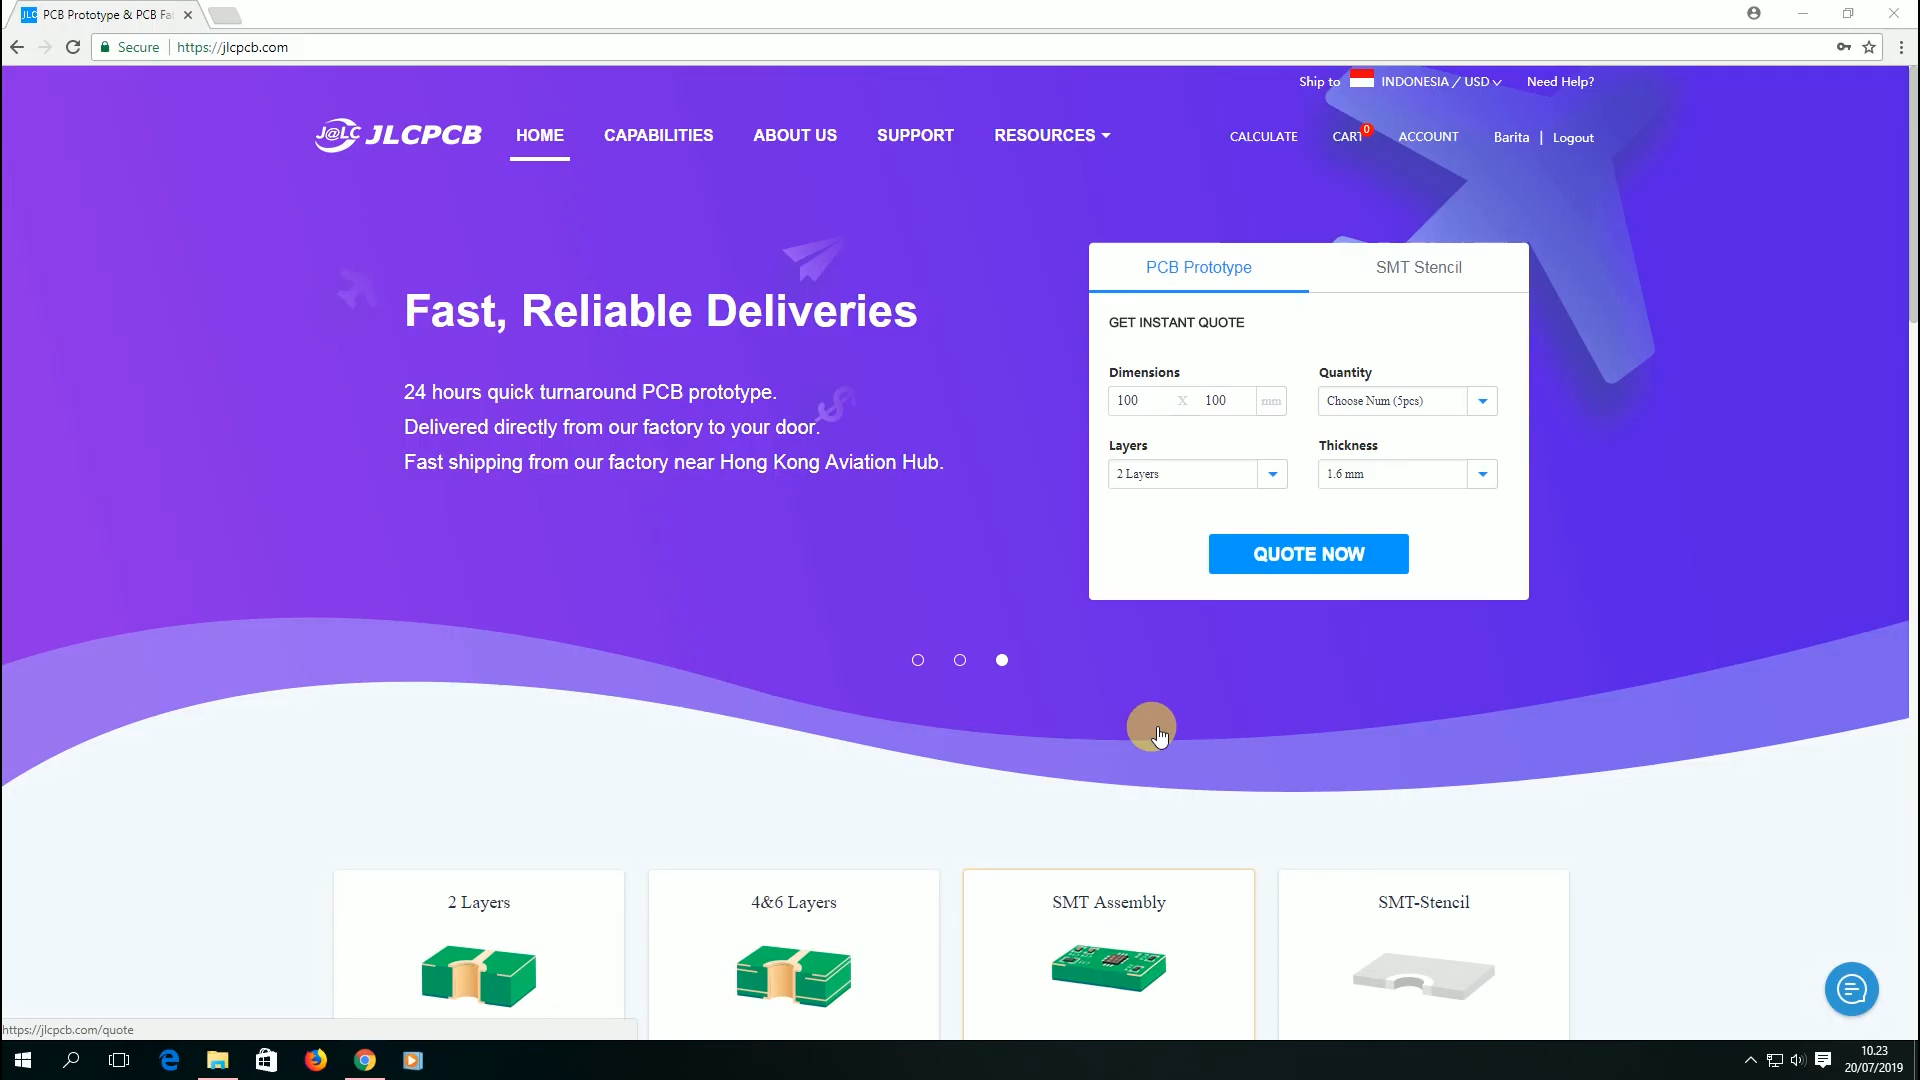 JLC PCB Prototype & PCB Fa
Secure https://jlcpcb.com
Ship to INDONESIA / USD Need Help?
J@LC JLCPCB HOME CAPABILITIES ABOUT US SUPPORT RESOURCES CALCULATE CART 0 ACCOUNT Barita | Logout
PCB Prototype SMT Stencil
Fast, Reliable Deliveries
GET INSTANT QUOTE
24 hours quick turnaround PCB prototype.
Delivered directly from our factory to your door.
Fast shipping from our factory near Hong Kong Aviation Hub.
Dimensions Quantity
100 X 100 mm Choose Num (5pcs)
Layers Thickness
2 Layers 1.6 mm
QUOTE NOW
2 Layers 4&6 Layers SMT Assembly SMT-Stencil
https://jlcpcb.com/quote
10.23
20/07/2019